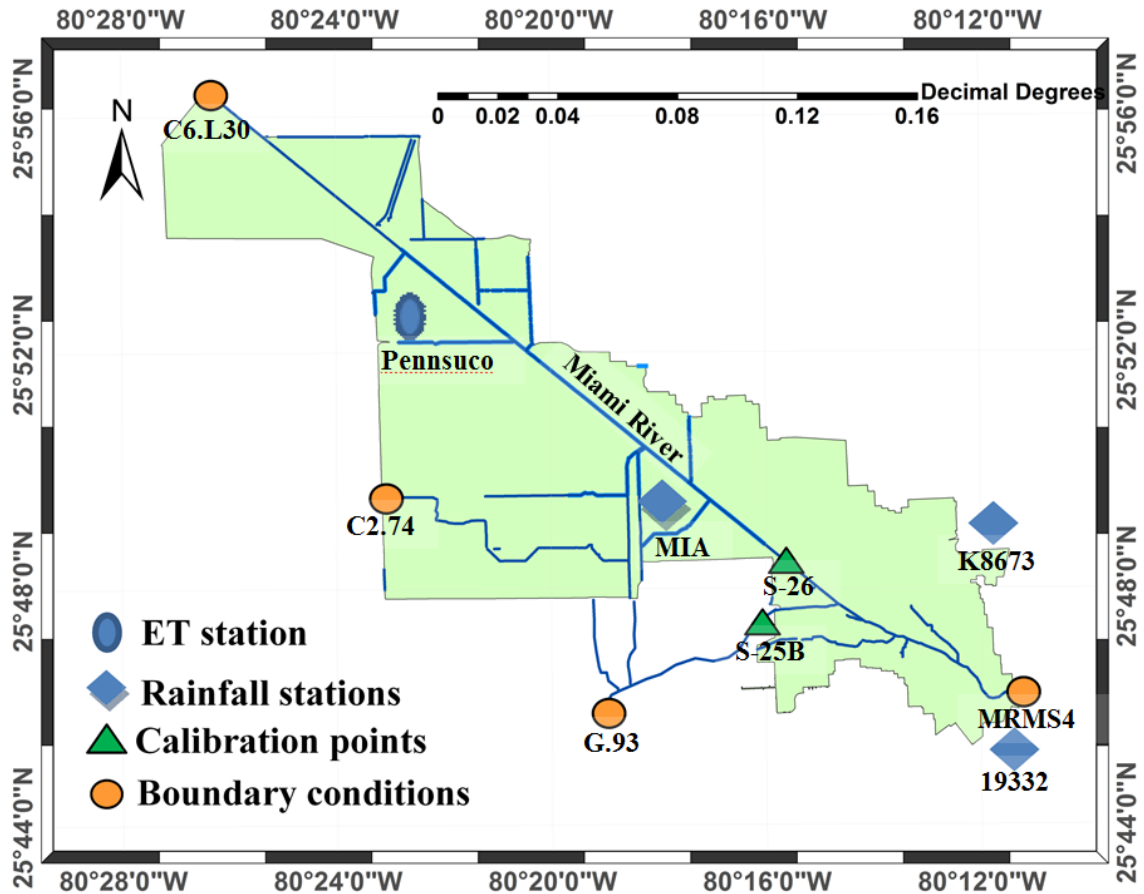 80°28'0"W 80°24'0"W 80°20'0"W 80°16'0"W 80°12'0"W
25°56'0"N
25°52'0"N
25°48'0"N
25°44'0"N
Decimal Degrees
0 0.02 0.04 0.08 0.12 0.16
N
C6.L30
Pennsuco
Miami River
C2.74
MIA
K8673
S-26
S-25B
G.93
MRMS4
19332
ET station
Rainfall stations
Calibration points
Boundary conditions
25°56'0"N
25°52'0"N
25°48'0"N
25°44'0"N
80°28'0"W 80°24'0"W 80°20'0"W 80°16'0"W 80°12'0"W